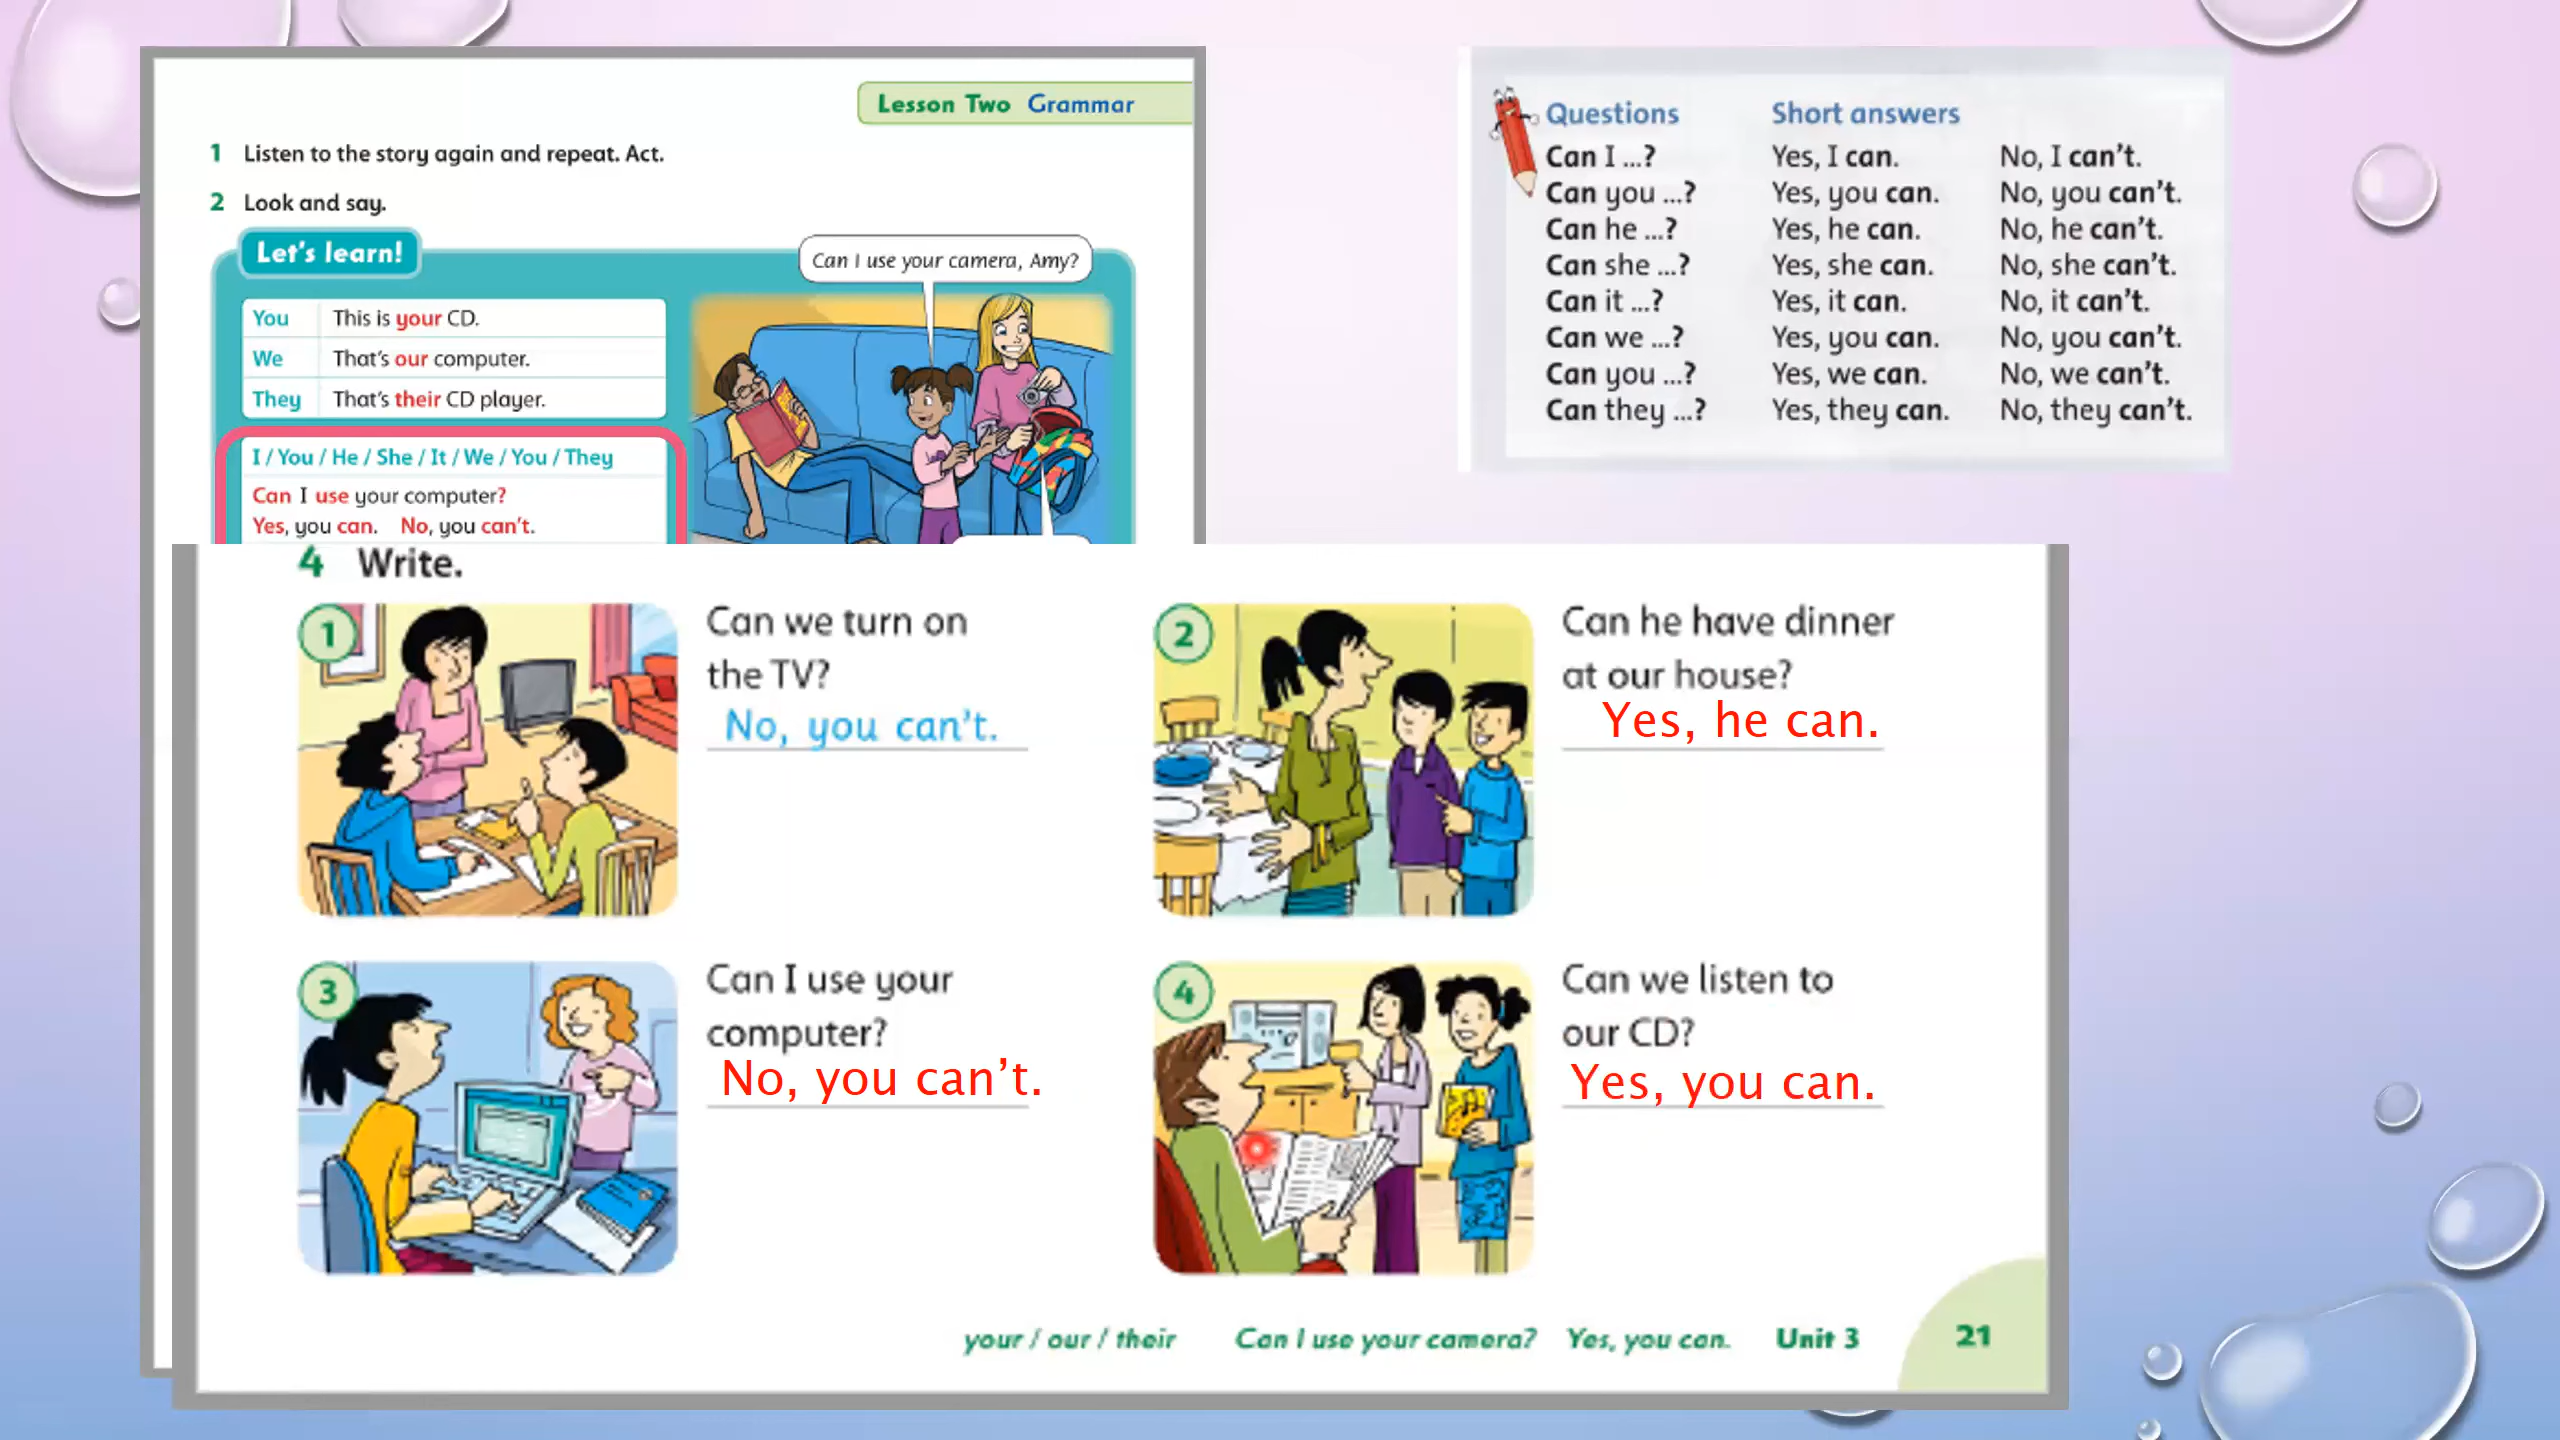 Lesson Two Grammar
1 Listen to the story again and repeat. Act.
2 Look and say.
Let's learn!
Can I use your camera, Amy?
You This is your CD.
We That's our computer.
They That's their CD player.
I / You / He / She / It / We / You / They
Can I use your computer?
Yes, you can. No, you can't.
Questions Short answers
Can I ...? Yes, I can. No, I can't.
Can you ...? Yes, you can. No, you can't.
Can he ...? Yes, he can. No, he can't.
Can she ...? Yes, she can. No, she can't.
Can it ...? Yes, it can. No, it can't.
Can we ...? Yes, you can. No, you can't.
Can you ...? Yes, we can. No, we can't.
Can they ...? Yes, they can. No, they can't.
4 Write.
1
Can we turn on
the TV?
No, you can't.
2
Can he have dinner
at our house?
Yes, he can.
3
Can I use your
computer?
No, you can't.
4
Can we listen to
our CD?
Yes, you can.
your / our / their Can I use your camera? Yes, you can. Unit 3 21